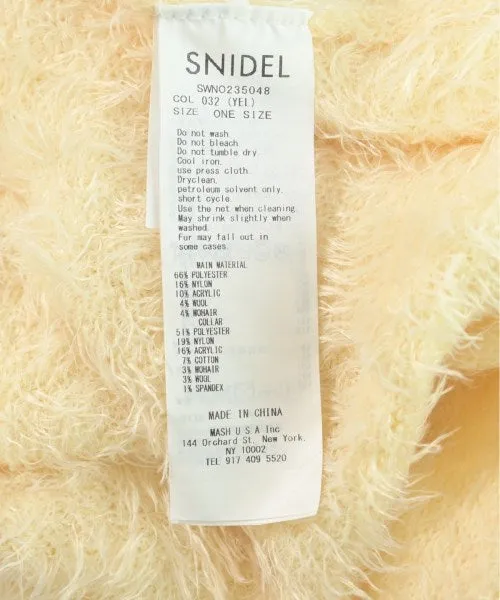 SNIDEL
SWNO235048
COL 032 (YEL)
SIZE ONE SIZE
Do not wash.
Do not bleach.
Do not tumble dry.
Cool iron.
use press cloth.
Dryclean.
petroleum solvent only.
short cycle.
Use the net when cleaning.
May shrink slightly when
washed.
Fur may fall out in
some cases.
MAIN MATERIAL
66% POLYESTER
16% NYLON
10% ACRYLIC
4% WOOL
4% MOHAIR
COLLAR
51% POLYESTER
19% NYLON
16% ACRYLIC
7% COTTON
3% MOHAIR
3% WOOL
1% SPANDEX
MADE IN CHINA
MASH U S A Inc
144 Orchard St. New York.
NY 10002
TEL 917 409 5520